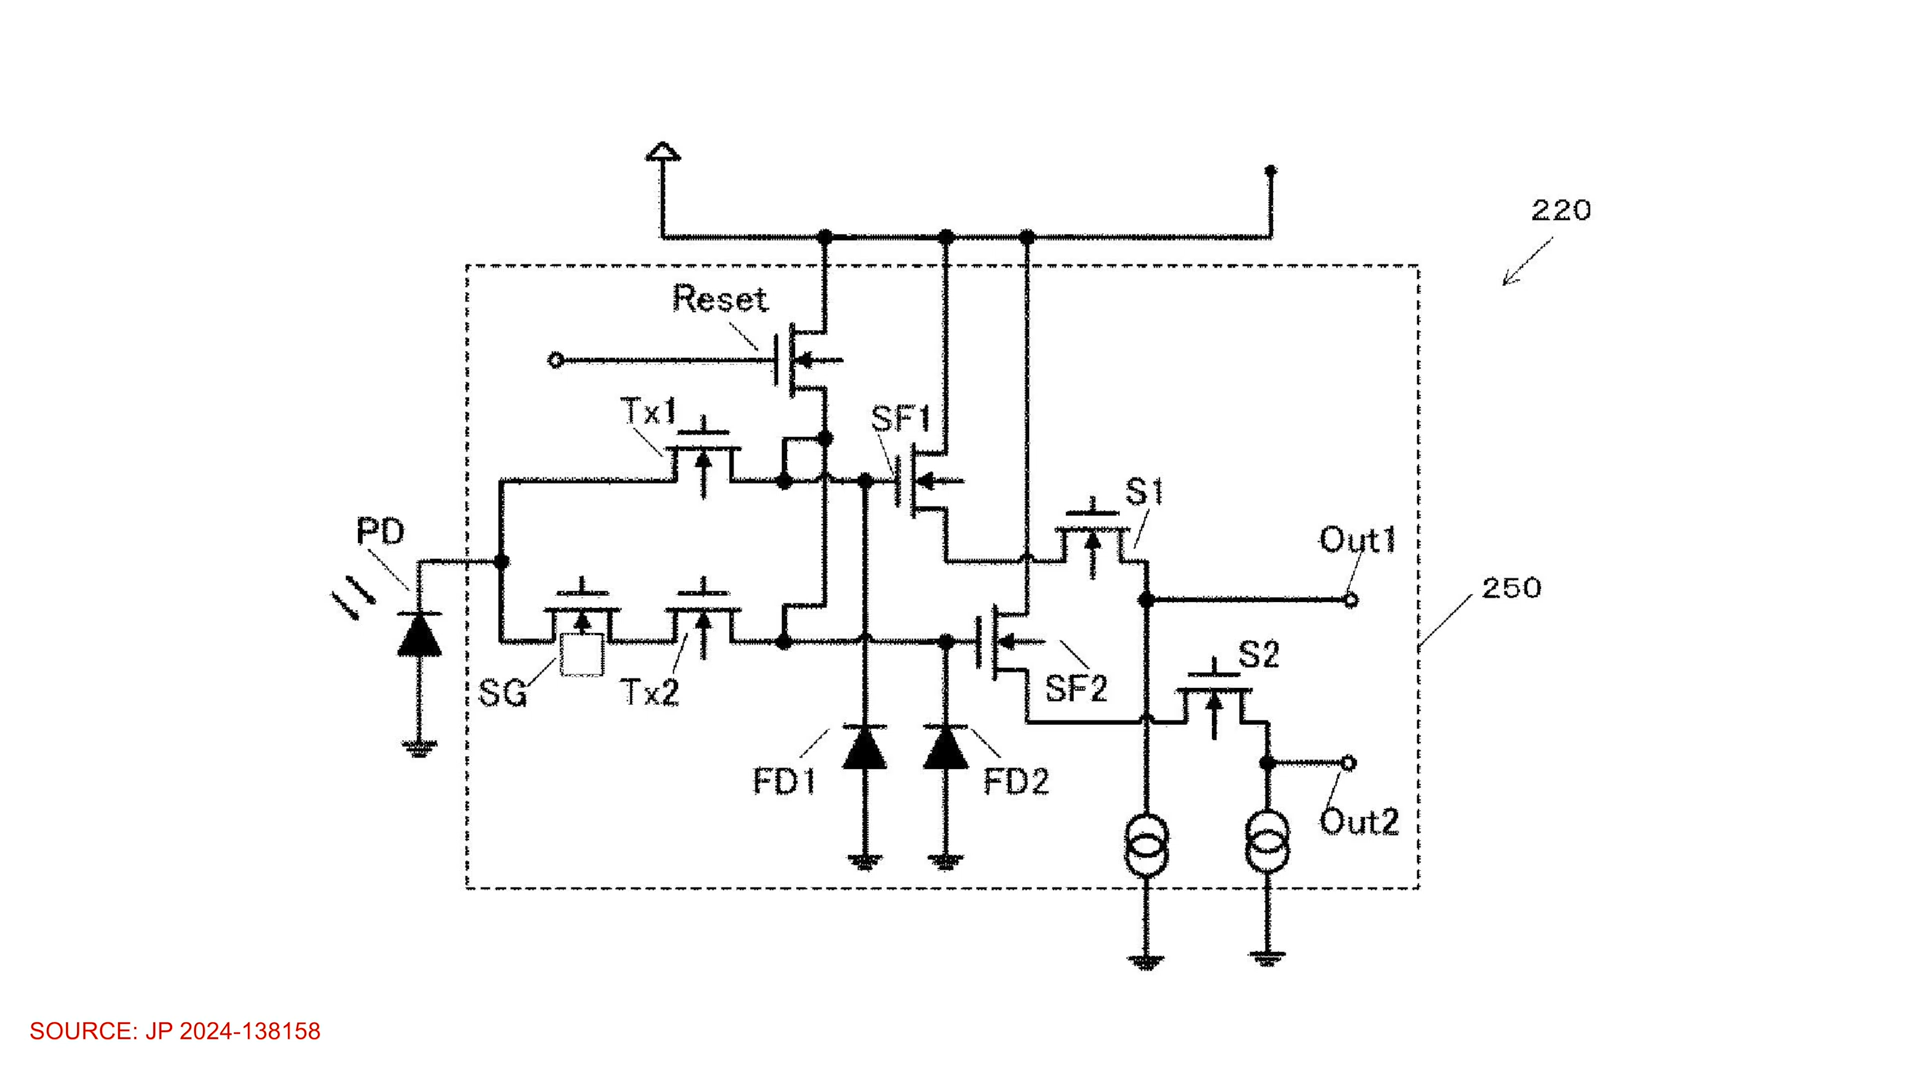 220
Reset
Tx1
SF1
S1
PD
Out1
250
S2
SG
Tx2
SF2
FD1
FD2
Out2
SOURCE: JP 2024-138158